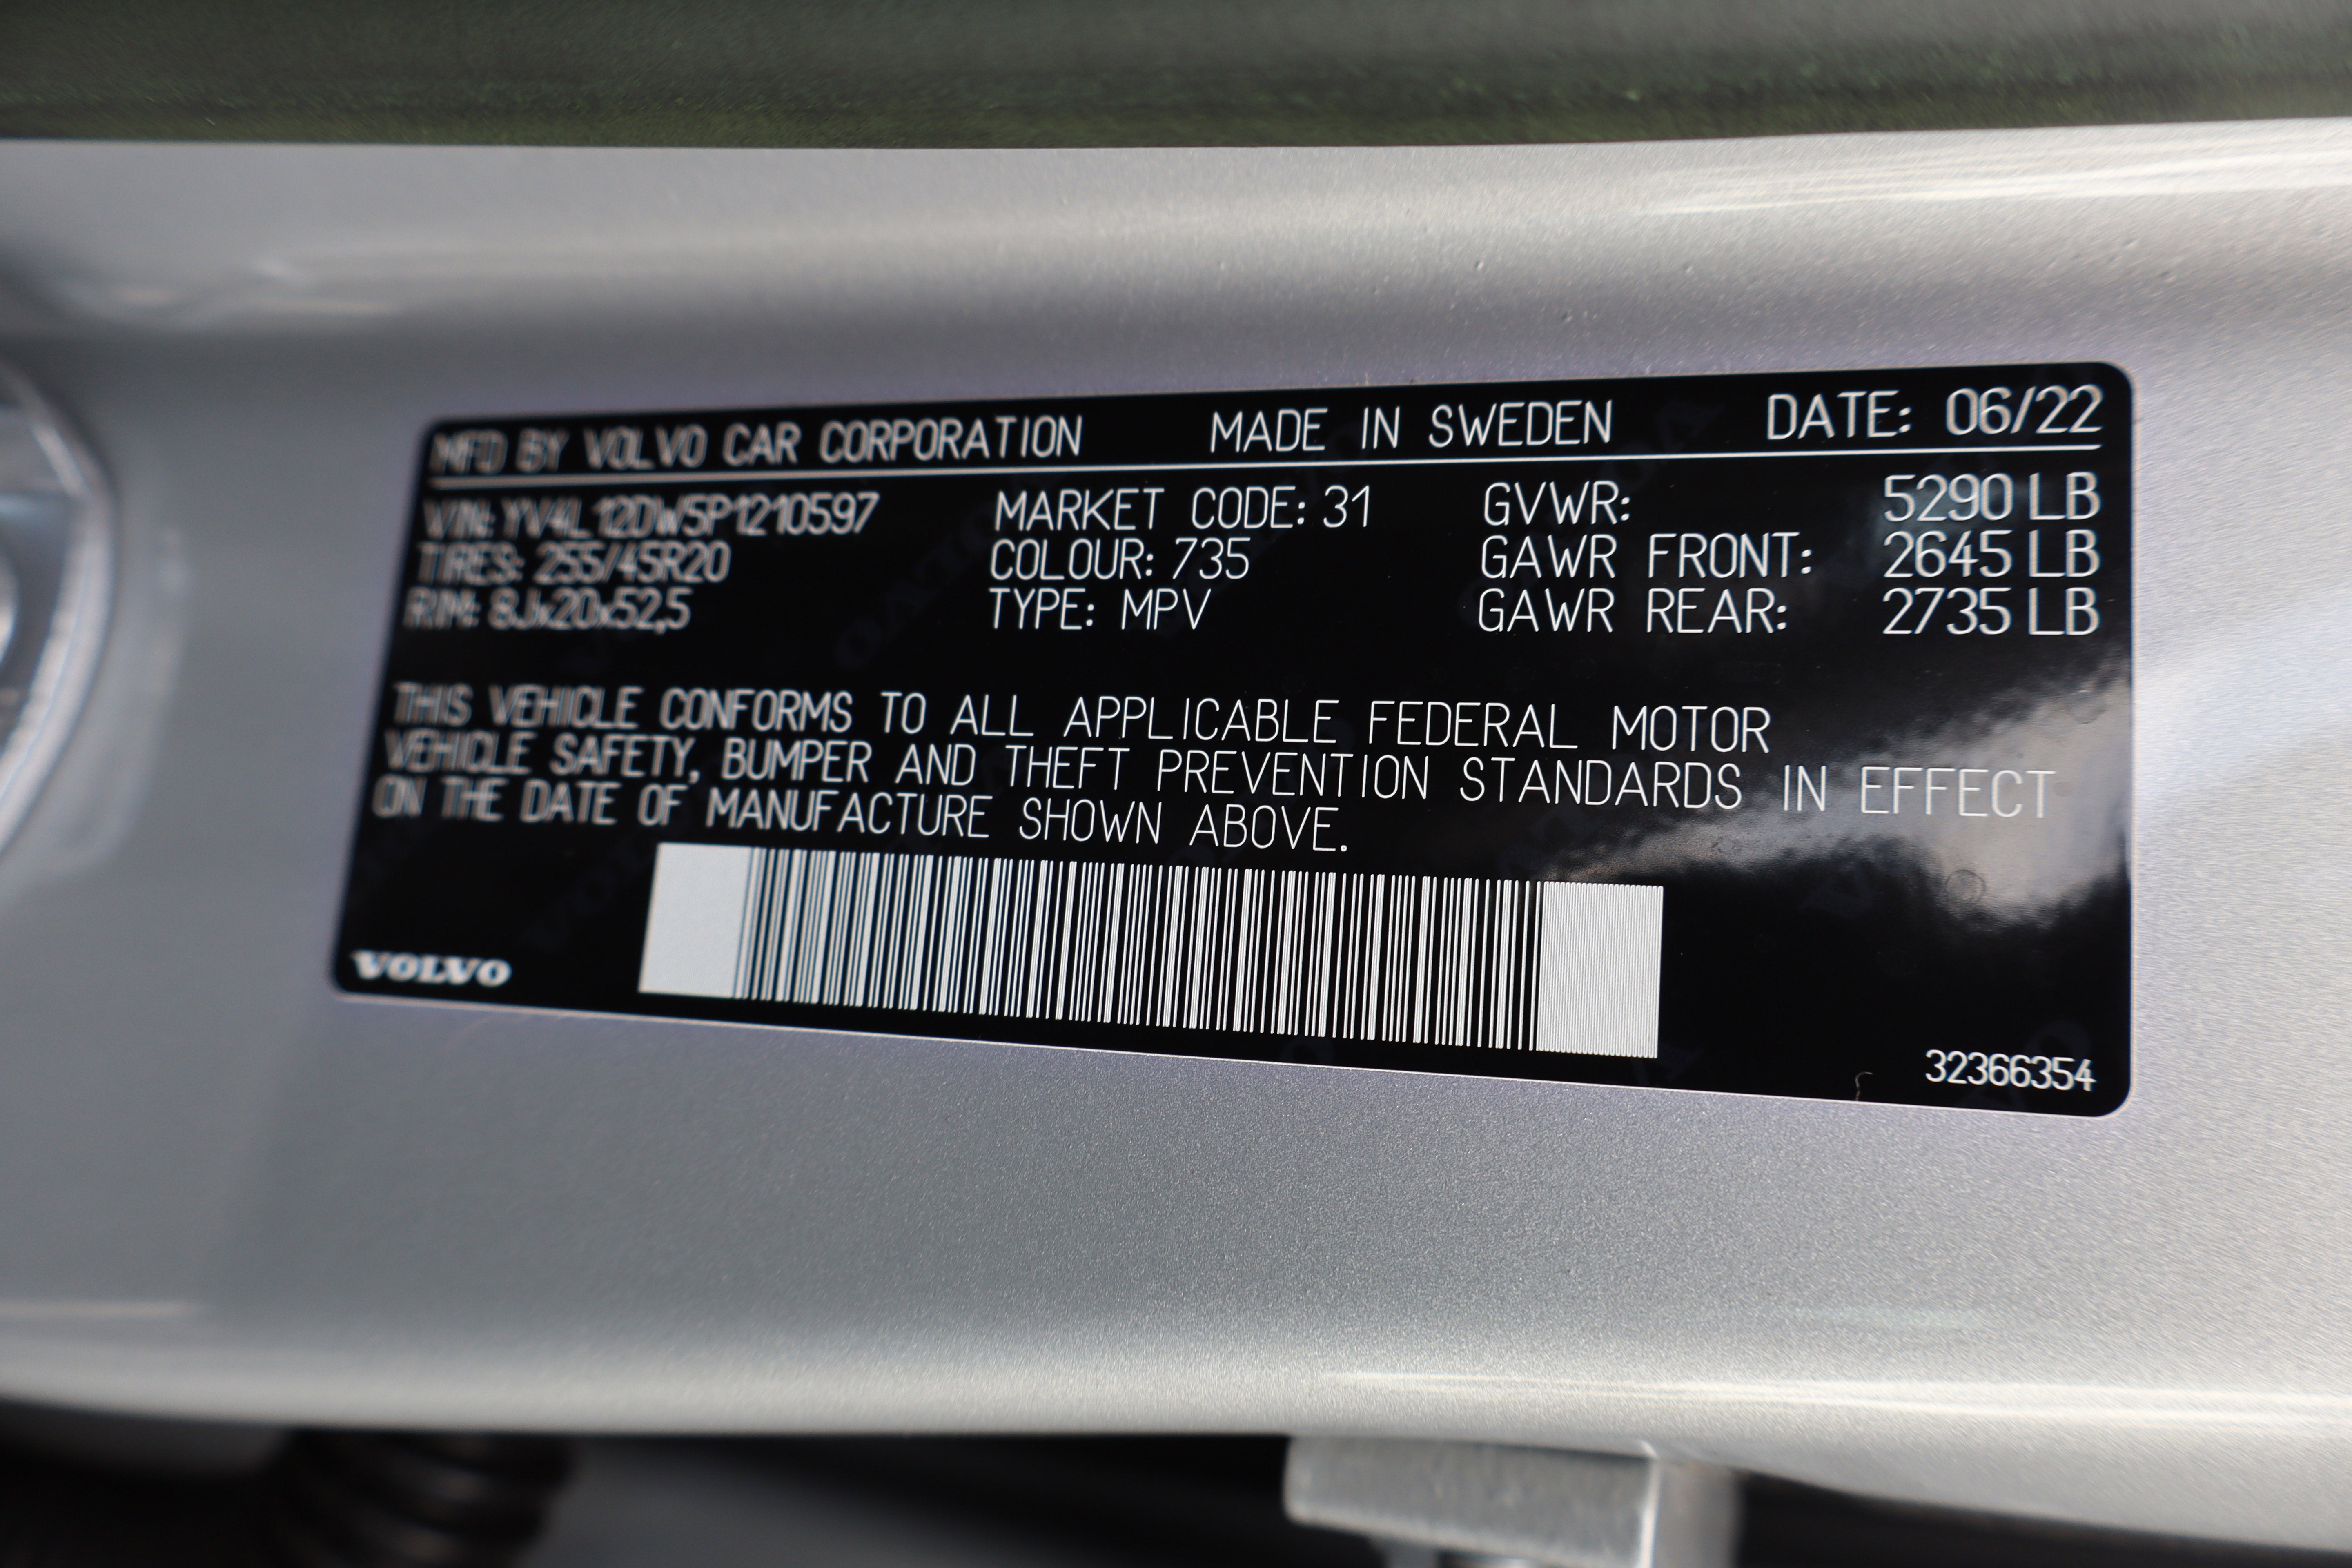 MFD BY VOLVO CAR CORPORATION MADE IN SWEDEN DATE: 06/22
VIN: YV4L12DW5P1210597 MARKET CODE: 31 GVWR: 5290 LB
TIRES: 255/45R20 COLOUR: 735 GAWR FRONT: 2645 LB
RIM: 8Jx20x52,5 TYPE: MPV GAWR REAR: 2735 LB
THIS VEHICLE CONFORMS TO ALL APPLICABLE FEDERAL MOTOR
VEHICLE SAFETY, BUMPER AND THEFT PREVENTION STANDARDS IN EFFECT
ON THE DATE OF MANUFACTURE SHOWN ABOVE.
VOLVO
32366354